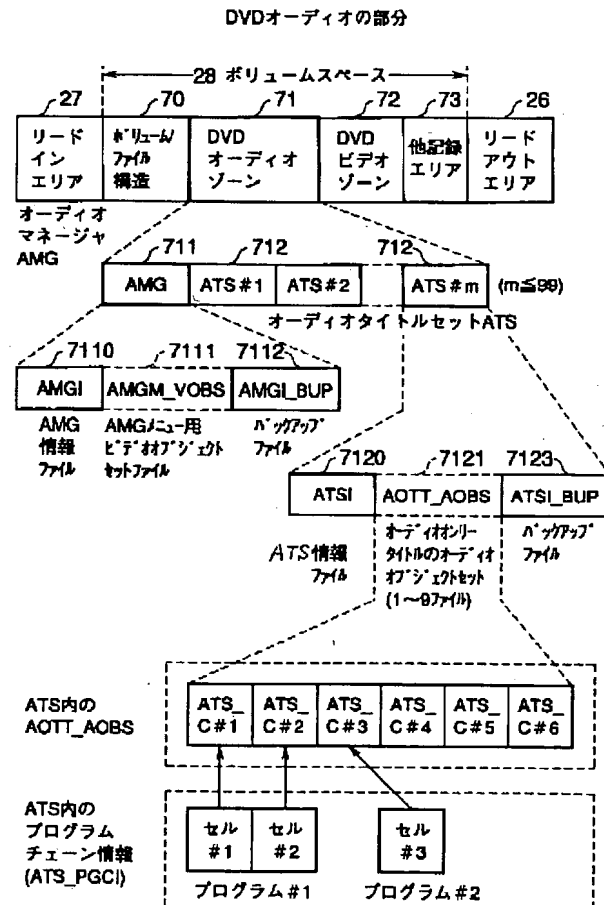 DVDオーディオの部分
28 ボリュームスペース
27 70 71 72 73 26
リード
イン
エリア
ボリューム/
ファイル
構造
DVD
オーディオ
ゾーン
DVD
ビデオ
ゾーン
他記録
エリア
リード
アウト
エリア
オーディオ
マネージャ
AMG
711 712 712
AMG ATS#1 ATS#2 ATS#m (m≦99)
オーディオタイトルセットATS
7110 7111 7112
AMGI AMGM_VOBS AMGI_BUP
AMG
情報
ファイル
AMGメニュー用
ビデオオブジェクト
セットファイル
バックアップ
ファイル
7120 7121 7123
ATSI AOTT_AOBS ATSI_BUP
ATS情報
ファイル
オーディオオンリー
タイトルのオーディオ
オブジェクトセット
(1〜9ファイル)
バックアップ
ファイル
ATS内の
AOTT_AOBS
ATS_
C#1
ATS_
C#2
ATS_
C#3
ATS_
C#4
ATS_
C#5
ATS_
C#6
ATS内の
プログラム
チェーン情報
(ATS_PGCI)
セル
#1
セル
#2
セル
#3
プログラム#1 プログラム#2